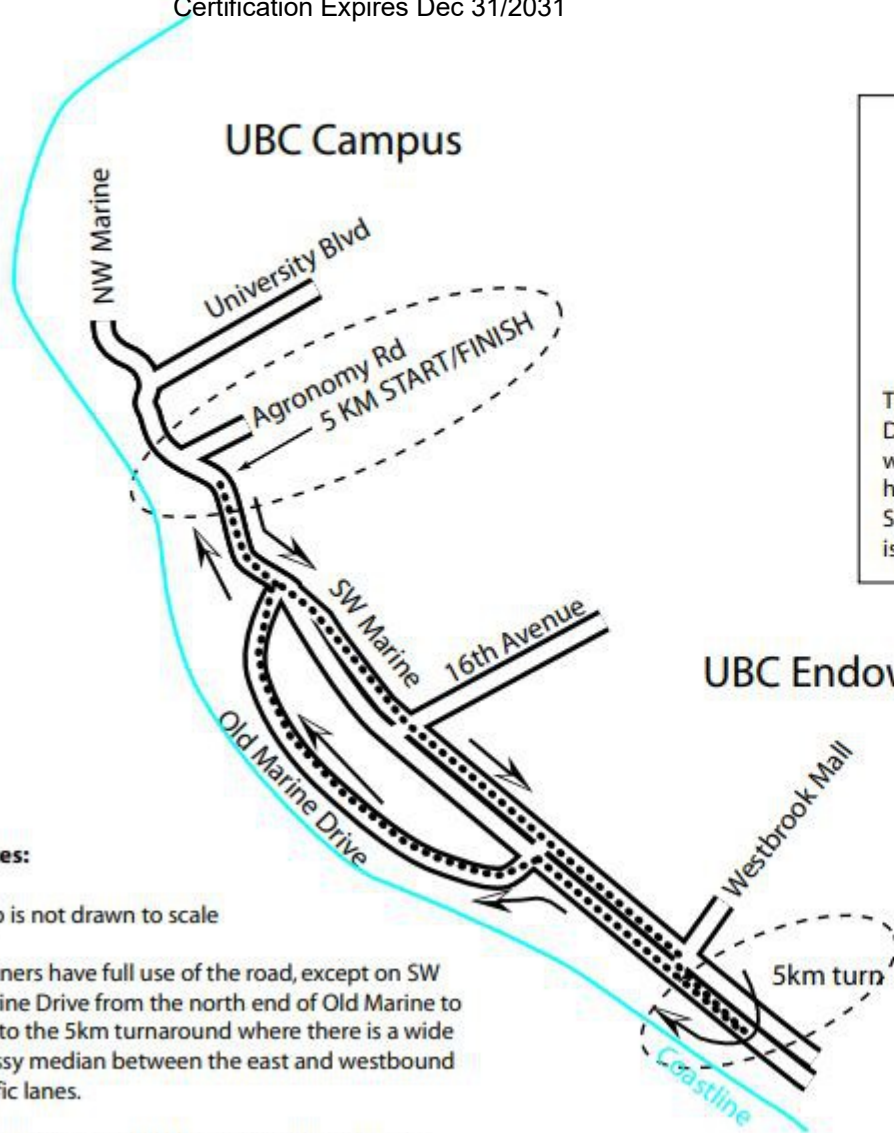 Certification Expires Dec 31/2031
UBC Campus
NW Marine
University Blvd
Agronomy Rd
5 KM START/FINISH
SW Marine
16th Avenue
UBC Endow
Old Marine Drive
Westbrook Mall
5km turn
Coastline
es:
p is not drawn to scale
ners have full use of the road, except on SW
ine Drive from the north end of Old Marine to
to the 5km turnaround where there is a wide
ssy median between the east and westbound
fic lanes.
T
D
w
h
S
is